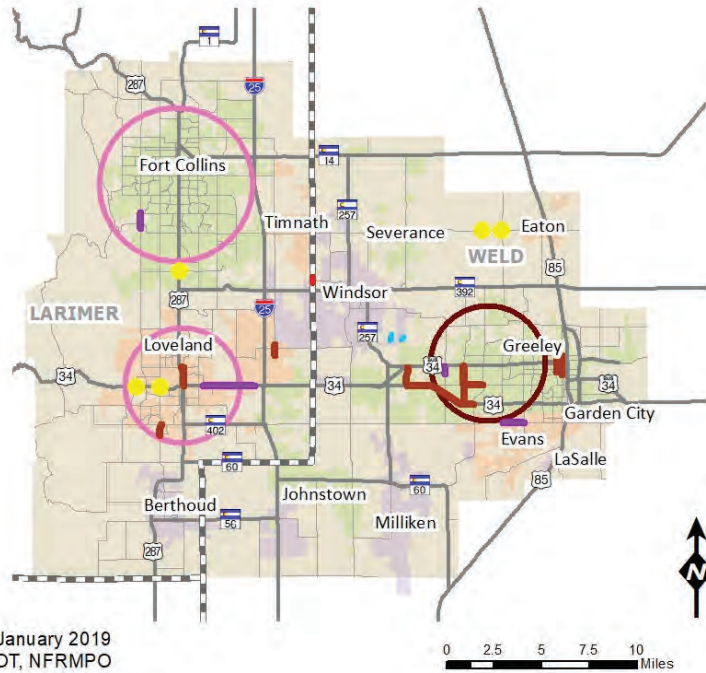 1
287
25
Fort Collins
14
257
Timnath
Severance
Eaton
WELD
85
287
392
Windsor
LARIMER
25
257
Loveland
Greeley
34
34
34
34
34
Garden City
402
Evans
60
LaSalle
Johnstown
60
85
Berthoud
56
Milliken
287
N
January 2019
OT, NFRMPO
0 2.5 5 7.5 10
Miles